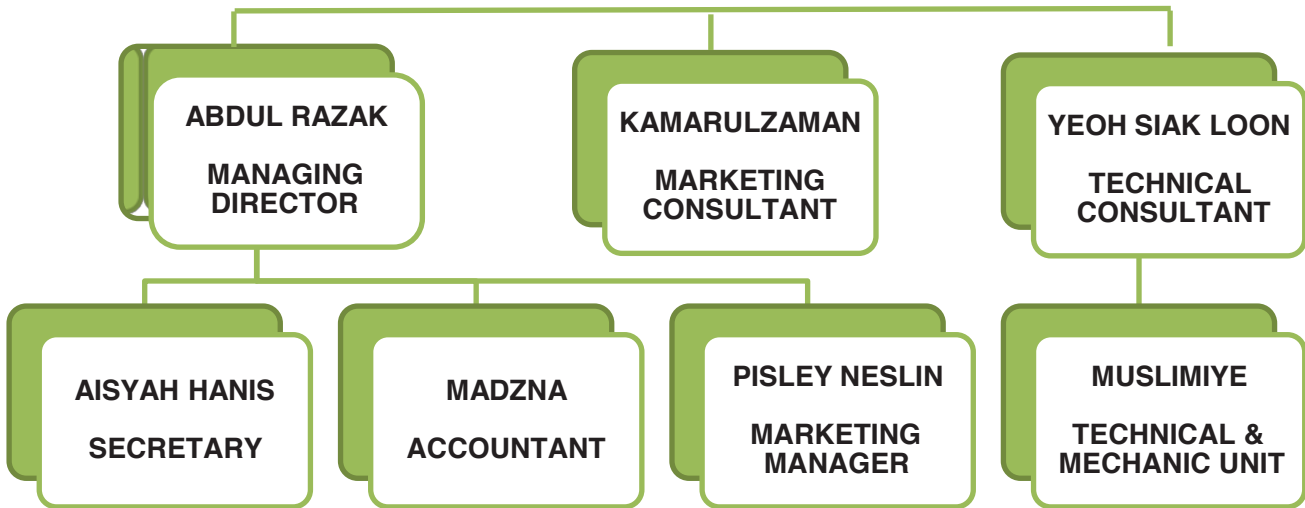 ABDUL RAZAK
MANAGING
DIRECTOR
KAMARULZAMAN
MARKETING
CONSULTANT
YEOH SIAK LOON
TECHNICAL
CONSULTANT
AISYAH HANIS
SECRETARY
MADZNA
ACCOUNTANT
PISLEY NESLIN
MARKETING
MANAGER
MUSLIMIYE
TECHNICAL &
MECHANIC UNIT